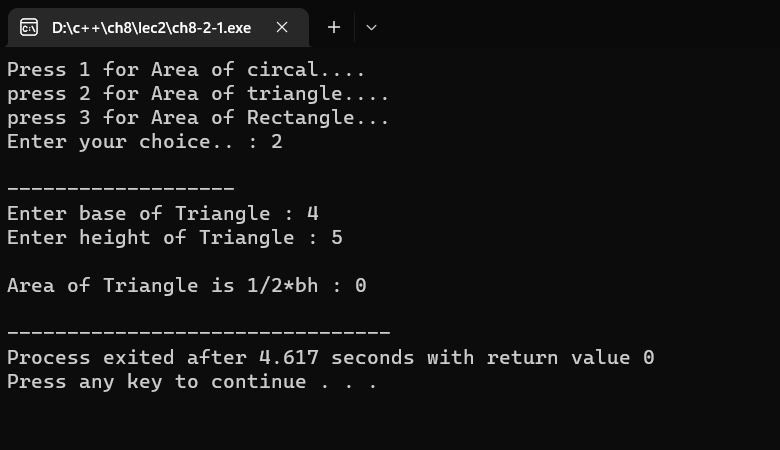 D:\c++\ch8\lec2\ch8-2-1.exe
Press 1 for Area of circal....
press 2 for Area of triangle....
press 3 for Area of Rectangle...
Enter your choice.. : 2
-------------------
Enter base of Triangle : 4
Enter height of Triangle : 5
Area of Triangle is 1/2*bh : 0
--------------------------------
Process exited after 4.617 seconds with return value 0
Press any key to continue . . .